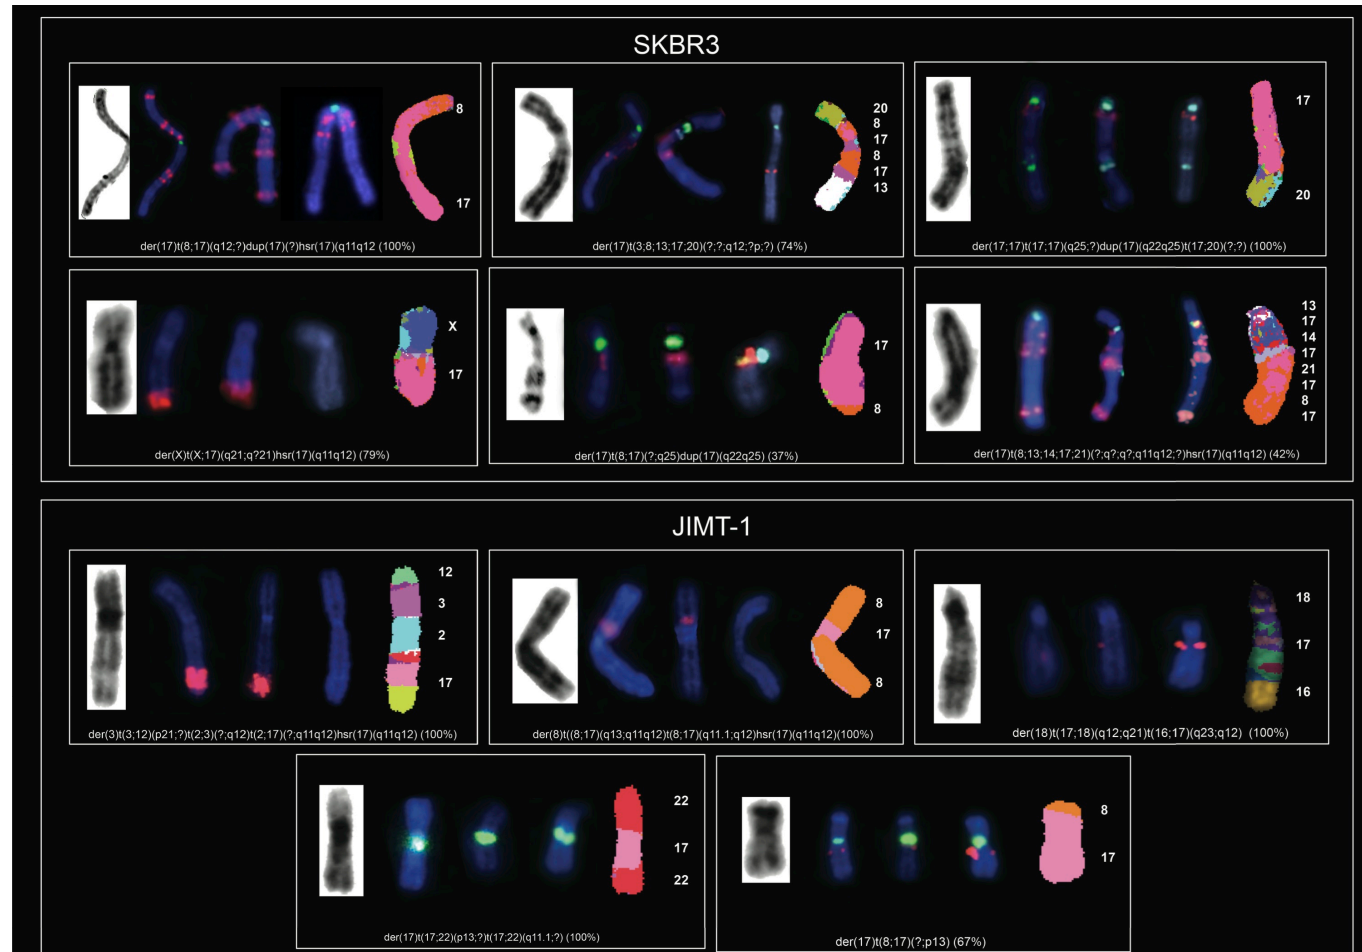 SKBR3
8
17
der(17)t(8;17)(q12;?)dup(17)(?)hsr(17)(q11q12 (100%)
20
8
17
8
17
13
der(17)t(3;8;13;17;20)(?;?;q12;?p;?) (74%)
17
20
der(17;17)t(17;17)(q25;?)dup(17)(q22q25)t(17;20)(?;?) (100%)
X
17
der(X)t(X;17)(q21;q?21)hsr(17)(q11q12) (79%)
17
8
der(17)t(8;17)(?;q25)dup(17)(q22q25) (37%)
13
17
14
17
21
17
8
17
der(17)t(8;13;14;17;21)(?;q?;q?;q11q12;?)hsr(17)(q11q12) (42%)
JIMT-1
12
3
2
17
der(3)t(3;12)(p21;?)t(2;3)(?;q12)t(2;17)(?;q11q12)hsr(17)(q11q12) (100%)
8
17
8
der(8)t((8;17)(q13;q11q12)t(8;17)(q11.1;q12)hsr(17)(q11q12)(100%)
18
17
16
der(18)t(17;18)(q12;q21)t(16;17)(q23;q12) (100%)
22
17
22
der(17)t(17;22)(p13;?)t(17;22)(q11.1;?) (100%)
8
17
der(17)t(8;17)(?;p13) (67%)